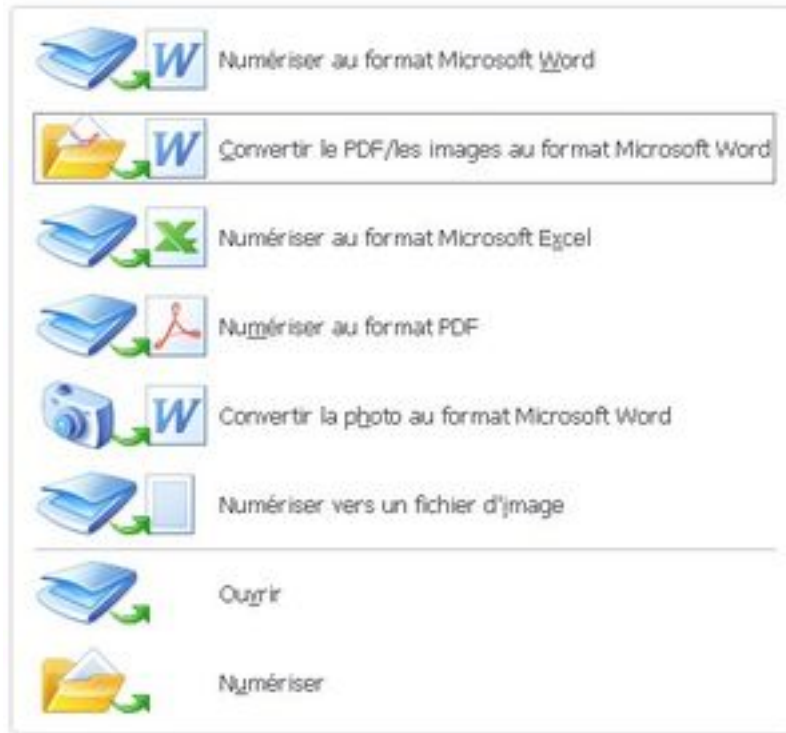 Numériser au format Microsoft Word
Convertir le PDF/les images au format Microsoft Word
Numériser au format Microsoft Excel
Numériser au format PDF
Convertir la photo au format Microsoft Word
Numériser vers un fichier d'image
Ouvrir
Numériser